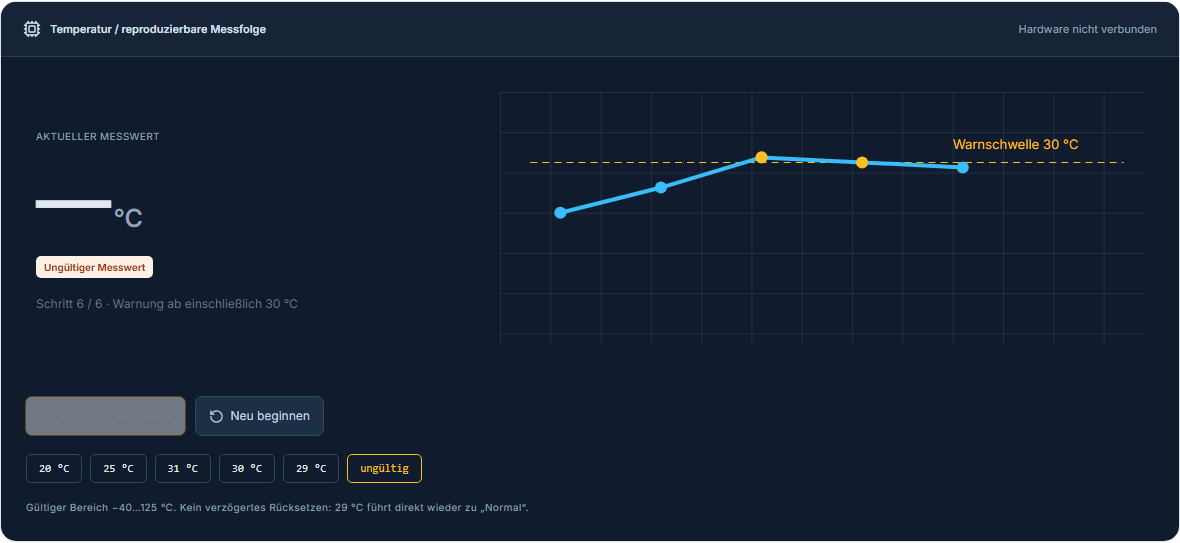 Temperatur / reproduzierbare Messfolge
Hardware nicht verbunden
AKTUELLER MESSWERT
Warnschwelle 30 °C
— °C
Ungültiger Messwert
Schritt 6 / 6 · Warnung ab einschließlich 30 °C
Neu beginnen
20 °C
25 °C
31 °C
30 °C
29 °C
ungültig
Gültiger Bereich −40…125 °C. Kein verzögertes Rücksetzen: 29 °C führt direkt wieder zu „Normal“.